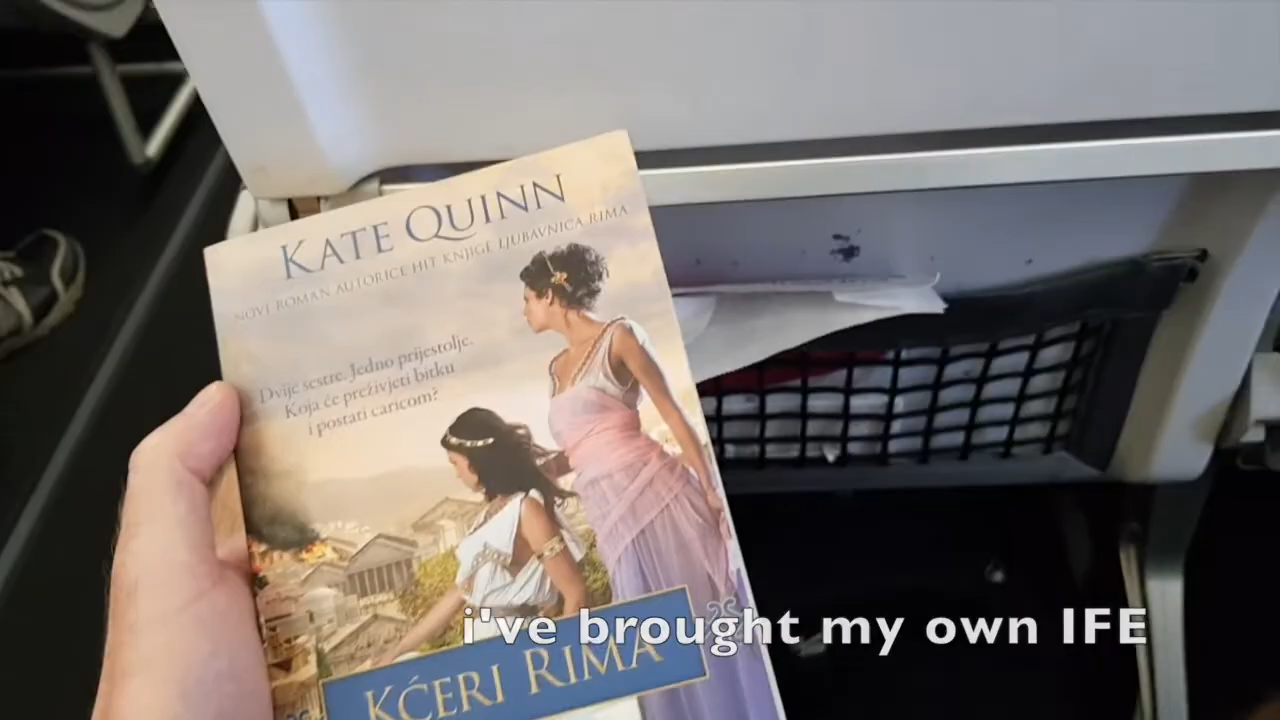 KATE QUINN
NOVI ROMAN AUTORICE HIT KNJIGE LJUBAVNICA RIMA
Dvije sestre. Jedno prijestolje.
Koja će preživjeti bitku
i postati caricom?
i've brought my own IFE
KĆERI RIMA